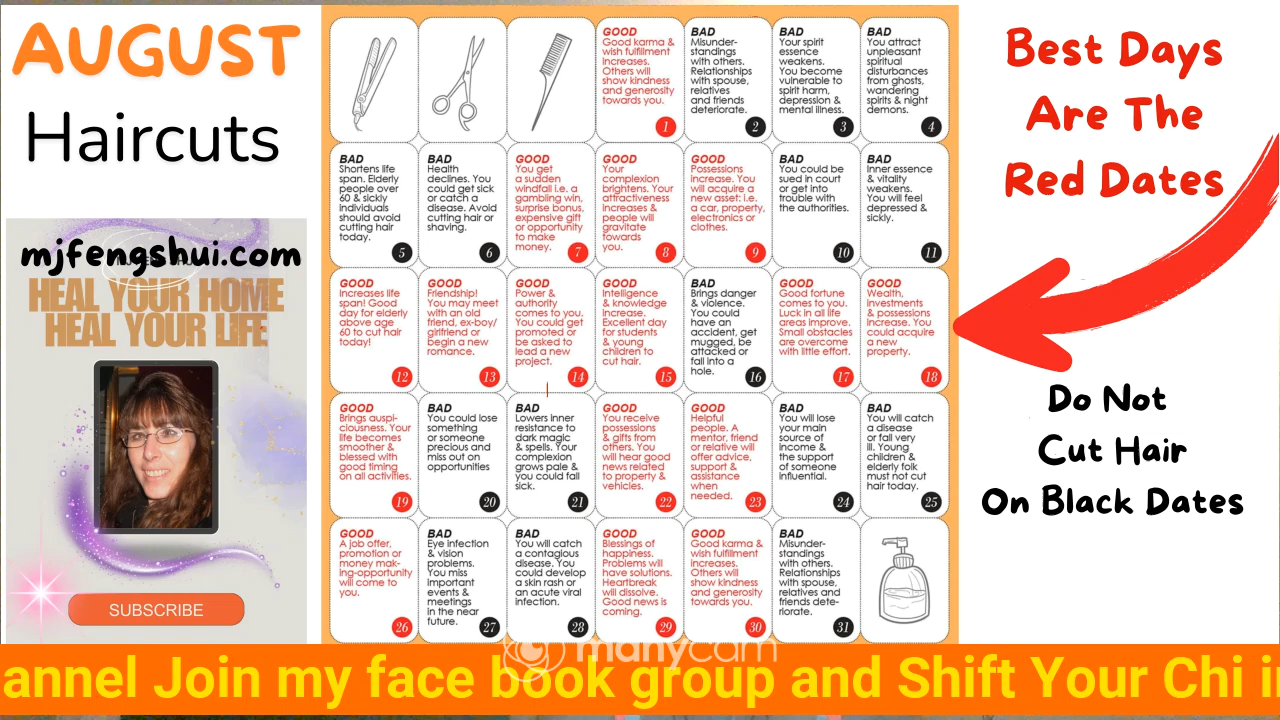 AUGUST
Haircuts
mjfengshui.com
HEAL YOUR HOME
HEAL YOUR LIFE
SUBSCRIBE
GOOD
Good karma &
wish fulfillment
increases.
Others will
show kindness
and generosity
towards you.
1
BAD
Misunder-
standings
with others.
Relationships
with spouse,
relatives
and friends
deteriorate.
2
BAD
Your spirit
essence
weakens.
You become
vulnerable to
spirit harm,
depression &
mental illness.
3
BAD
You attract
unpleasant
spiritual
disturbances
from ghosts,
wandering
spirits & night
demons.
4
BAD
Shortens life
span. Elderly
people over
60 & sickly
individuals
should avoid
cutting hair
today.
5
BAD
Health
declines. You
could get sick
or catch a
disease. Avoid
cutting hair or
shaving.
6
GOOD
You get
a sudden
windfall i.e. a
gambling win,
surprise bonus,
expensive gift
or opportunity
to make
money.
7
GOOD
Your
complexion
brightens. Your
attractiveness
increases &
people will
gravitate
towards
you.
8
GOOD
Possessions
increase. You
will acquire a
new asset: i.e.
a car, property,
electronics or
clothes.
9
BAD
You could be
sued in court
or get into
trouble with
the authorities.
10
BAD
Inner essence
& vitality
weakens.
You will feel
depressed &
sickly.
11
GOOD
Increases life
span! Good
day for elderly
above age
60 to cut hair
today!
12
GOOD
Friendship!
You may meet
with an old
friend, ex-boy/
girlfriend or
begin a new
romance.
13
GOOD
Power &
authority
comes to you.
You could get
promoted or
be asked to
lead a new
project.
14
GOOD
Intelligence
& knowledge
increase.
Excellent day
for students
& young
children to
cut hair.
15
BAD
Brings danger
& violence.
You could
have an
accident, get
mugged, be
attacked or
fall into a
hole.
16
GOOD
Good fortune
comes to you.
Luck in all life
areas improve.
Small obstacles
are overcome
with little effort.
17
GOOD
Wealth,
investments
& possessions
increase. You
could acquire
a new
property.
18
GOOD
Brings auspi-
ciousness. Your
life becomes
smoother &
blessed with
good timing
on all activities.
19
BAD
You could lose
something
or someone
precious and
miss out on
opportunities
20
BAD
Lowers inner
resistance to
dark magic
& spells. Your
complexion
grows pale &
you could fall
sick.
21
GOOD
You receive
possessions
& gifts from
others. You
will hear good
news related
to property &
vehicles.
22
GOOD
Helpful
people. A
mentor, friend
or relative will
offer advice,
support &
assistance
when
needed.
23
BAD
You will lose
your main
source of
income &
the support
of someone
influential.
24
BAD
You will catch
a disease
or fall very
ill. Young
children &
elderly folk
must not cut
hair today.
25
GOOD
A job offer,
promotion or
money mak-
ing-opportunity
will come to
you.
26
BAD
Eye infection
& vision
problems.
You miss
important
events &
meetings
in the near
future.
27
BAD
You will catch
a contagious
disease. You
could develop
a skin rash or
an acute viral
infection.
28
GOOD
Blessings of
happiness.
Problems will
have solutions.
Heartbreak
will dissolve.
Good news is
coming.
29
GOOD
Good karma &
wish fulfillment
increases.
Others will
show kindness
and generosity
towards you.
30
BAD
Misunder-
standings
with others.
Relationships
with spouse,
relatives and
friends dete-
riorate.
31
Best Days
Are The
Red Dates
Do Not
Cut Hair
On Black Dates
manycam
annel Join my face book group and Shift Your Chi i